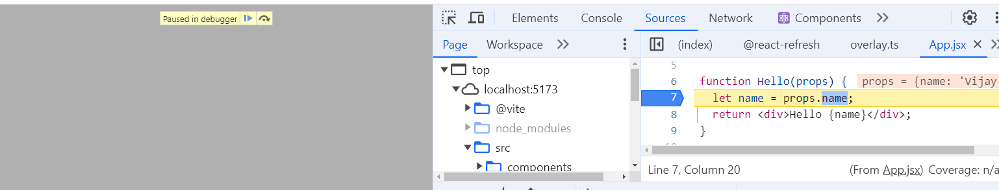 Paused in debugger
Elements Console Sources Network Components
Page Workspace
(index) @react-refresh overlay.ts App.jsx
top
localhost:5173
@vite
node_modules
src
components
5
6 function Hello(props) { props = {name: 'Vijay
7 let name = props.name;
8 return <div>Hello {name}</div>;
9 }
Line 7, Column 20 (From App.jsx) Coverage: n/a